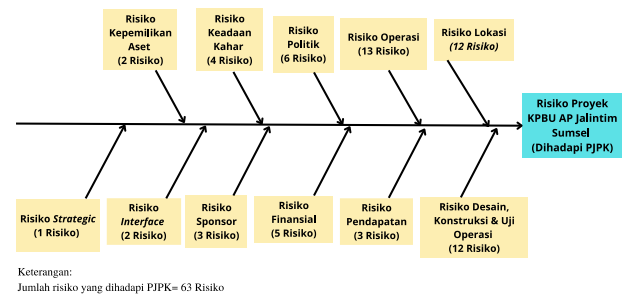 Risiko
Kepemilikan
Aset
(2 Risiko)
Risiko
Keadaan
Kahar
(4 Risiko)
Risiko
Politik
(6 Risiko)
Risiko Operasi
(13 Risiko)
Risiko Lokasi
(12 Risiko)
Risiko Proyek
KPBU AP Jalintim
Sumsel
(Dihadapi PJPK)
Risiko Strategic
(1 Risiko)
Risiko
Interface
(2 Risiko)
Risiko
Sponsor
(3 Risiko)
Risiko
Finansial
(5 Risiko)
Risiko
Pendapatan
(3 Risiko)
Risiko Desain,
Konstruksi & Uji
Operasi
(12 Risiko)
Keterangan:
Jumlah risiko yang dihadapi PJPK= 63 Risiko